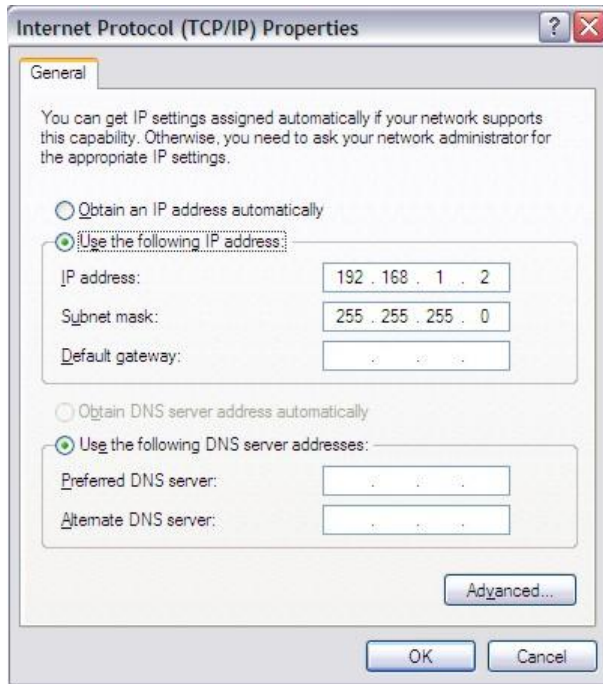 Internet Protocol (TCP/IP) Properties
?
X
General
You can get IP settings assigned automatically if your network supports
this capability. Otherwise, you need to ask your network administrator for
the appropriate IP settings.
Obtain an IP address automatically
Use the following IP address:
IP address: 192 . 168 . 1 . 2
Subnet mask: 255 . 255 . 255 . 0
Default gateway: . . .
Obtain DNS server address automatically
Use the following DNS server addresses:
Preferred DNS server: . . .
Alternate DNS server: . . .
Advanced...
OK Cancel